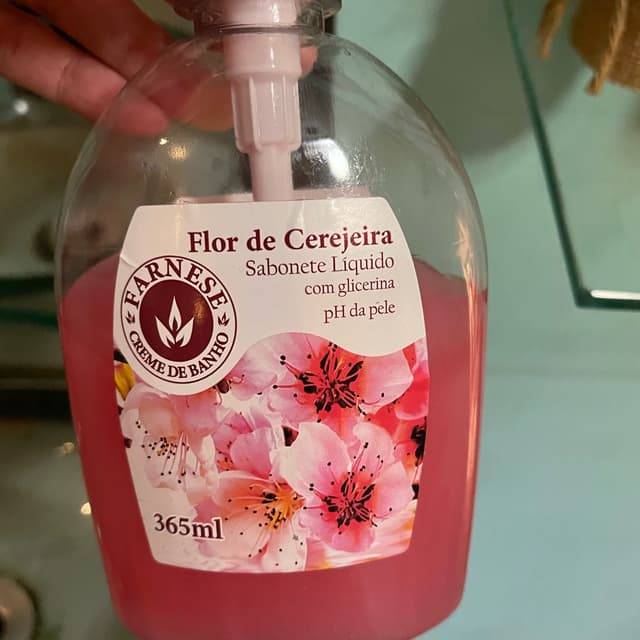 Flor de Cerejeira
Sabonete Líquido
com glicerina
pH da pele
FARNESE
CREME DE BANHO
365ml